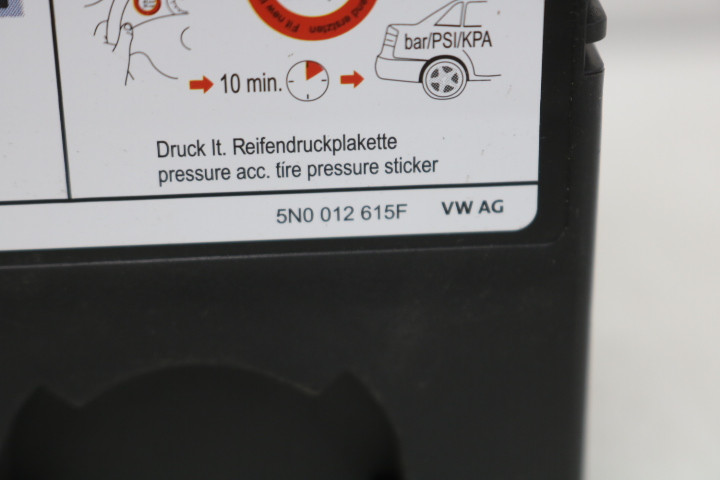 bar/PSI/KPA
10 min.
Druck lt. Reifendruckplakette
pressure acc. tire pressure sticker
5N0 012 615F VW AG